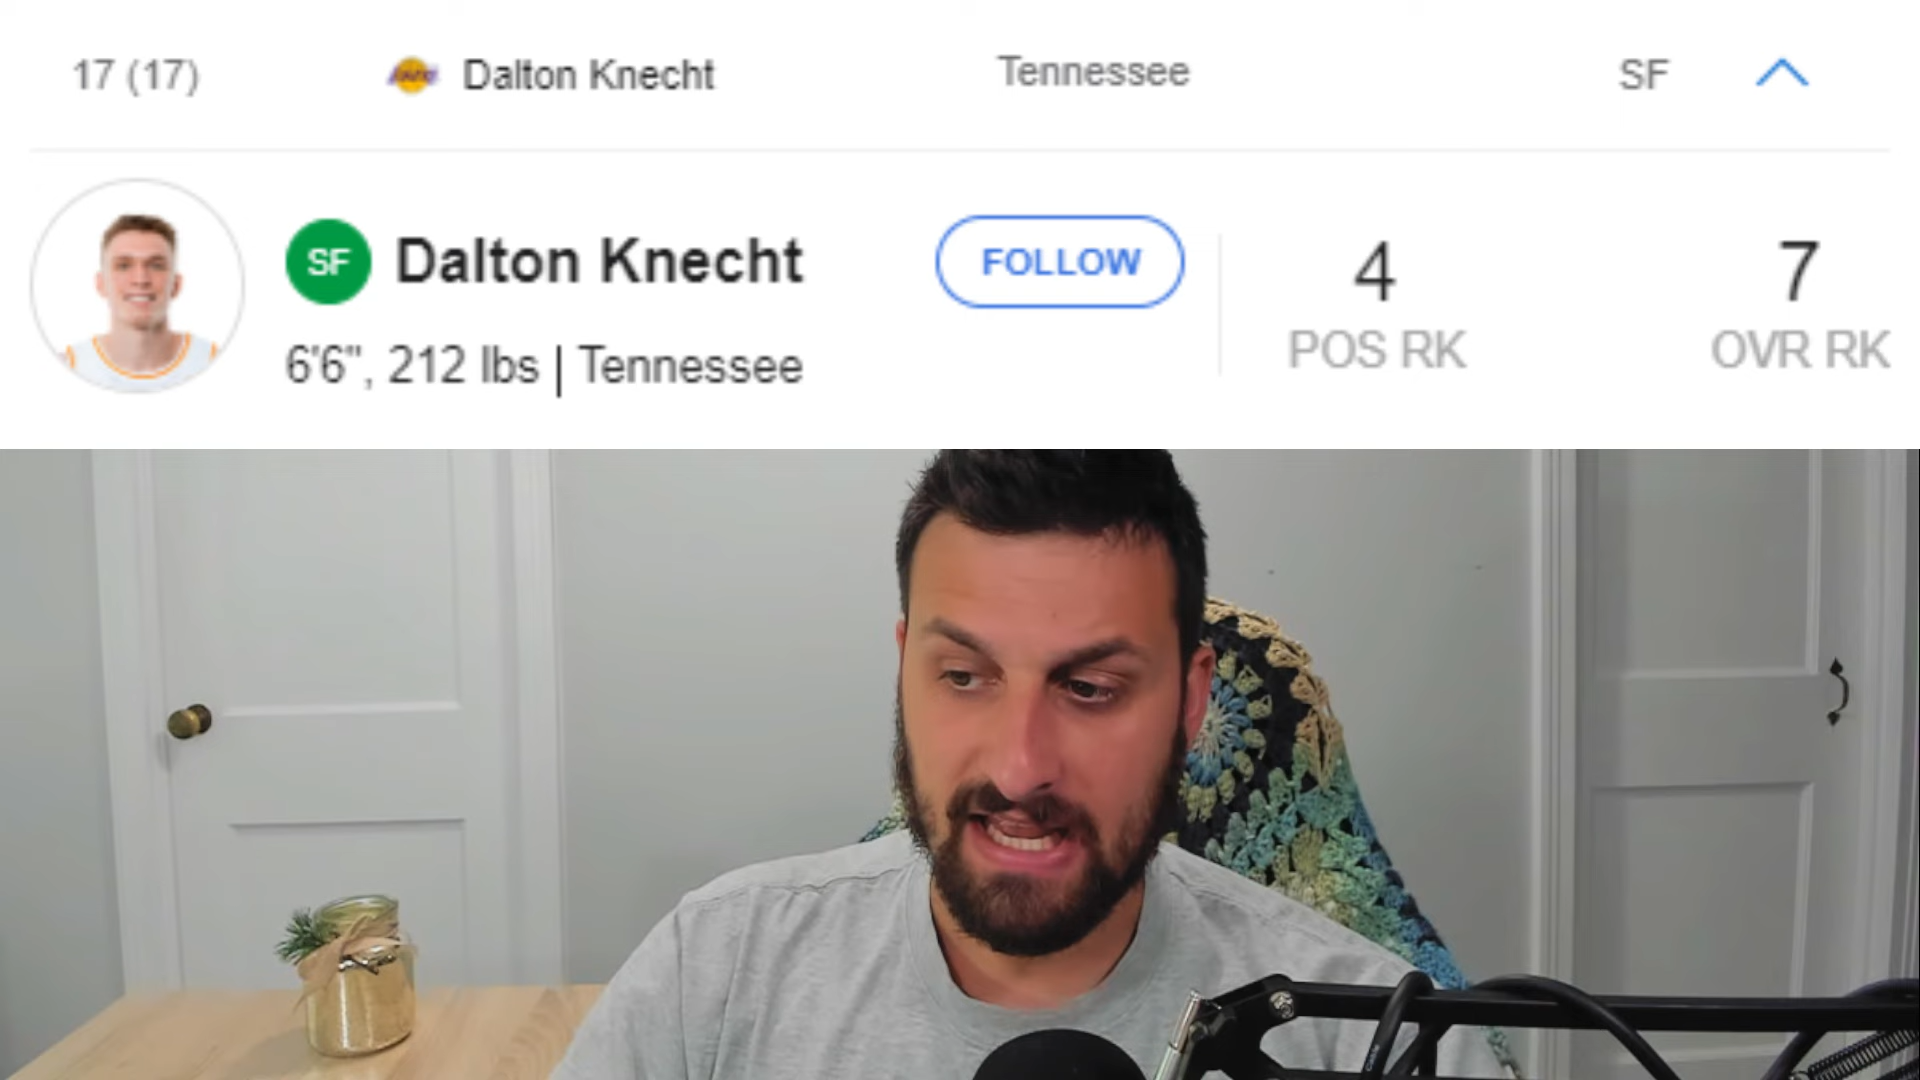 17 (17) Dalton Knecht Tennessee SF
SF Dalton Knecht FOLLOW 4 7
6'6", 212 lbs | Tennessee POS RK OVR RK